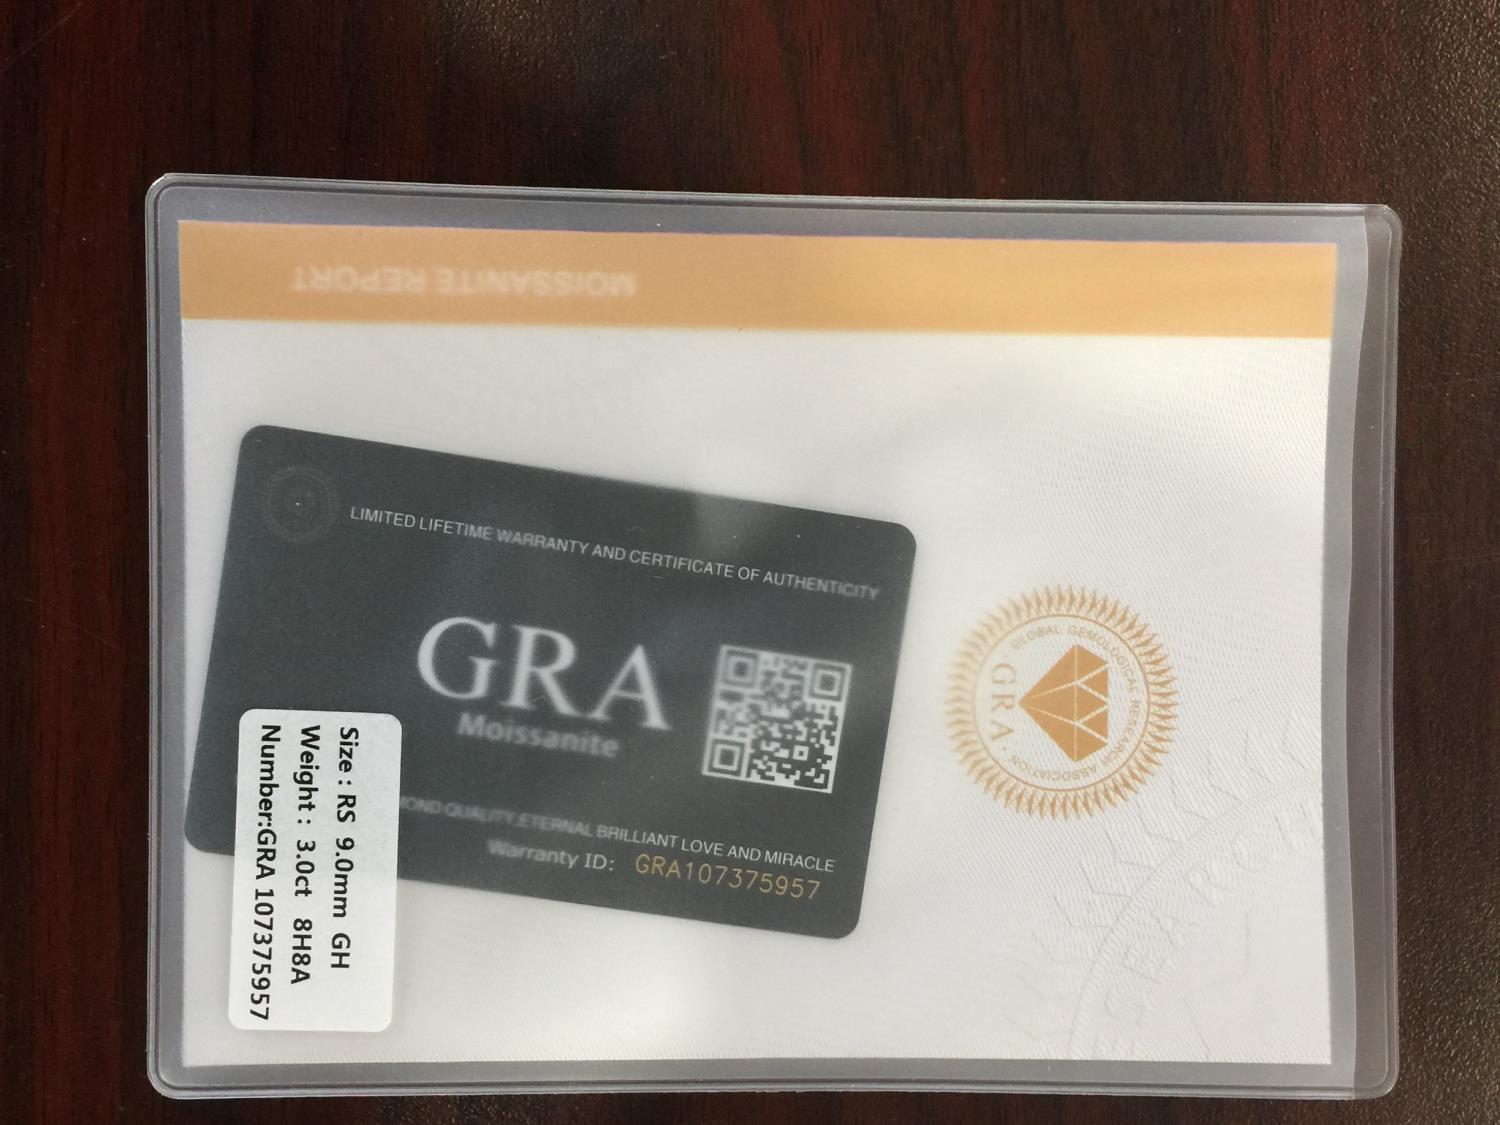 MOISSANITE REPORT
LIMITED LIFETIME WARRANTY AND CERTIFICATE OF AUTHENTICITY
GRA
Moissanite
QUALITY.ETERNAL BRILLIANT LOVE AND MIRACLE
Warranty ID: GRA107375957
Size : RS 9.0mm GH
Weight : 3.0ct 8H8A
Number:GRA 107375957
GLOBAL GEMOLOGICAL RESEARCH ASSOCIATION
GRA